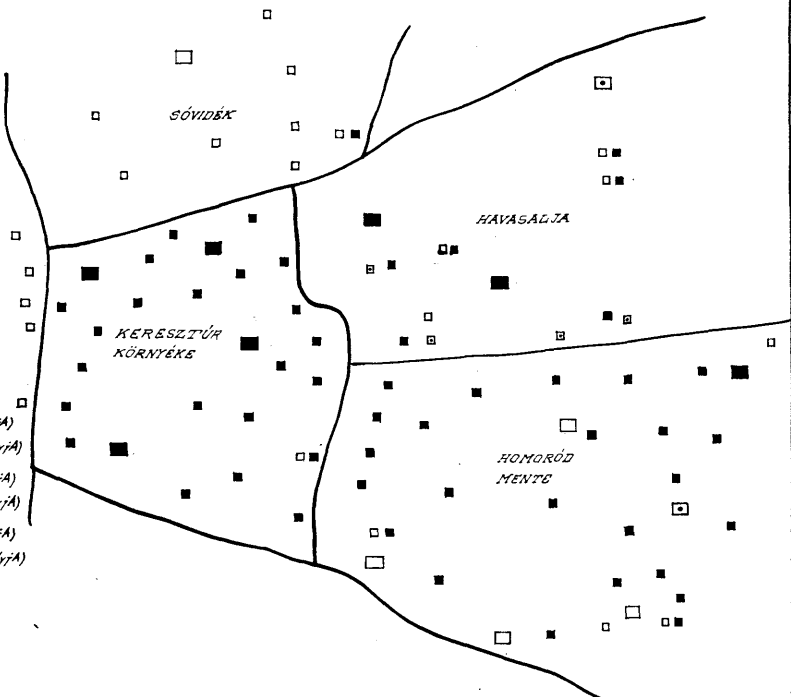 SÓVIDÉK
HAVASALJA
KERESZTÚR
KÖRNYÉKE
HOMORÓD
MENTE